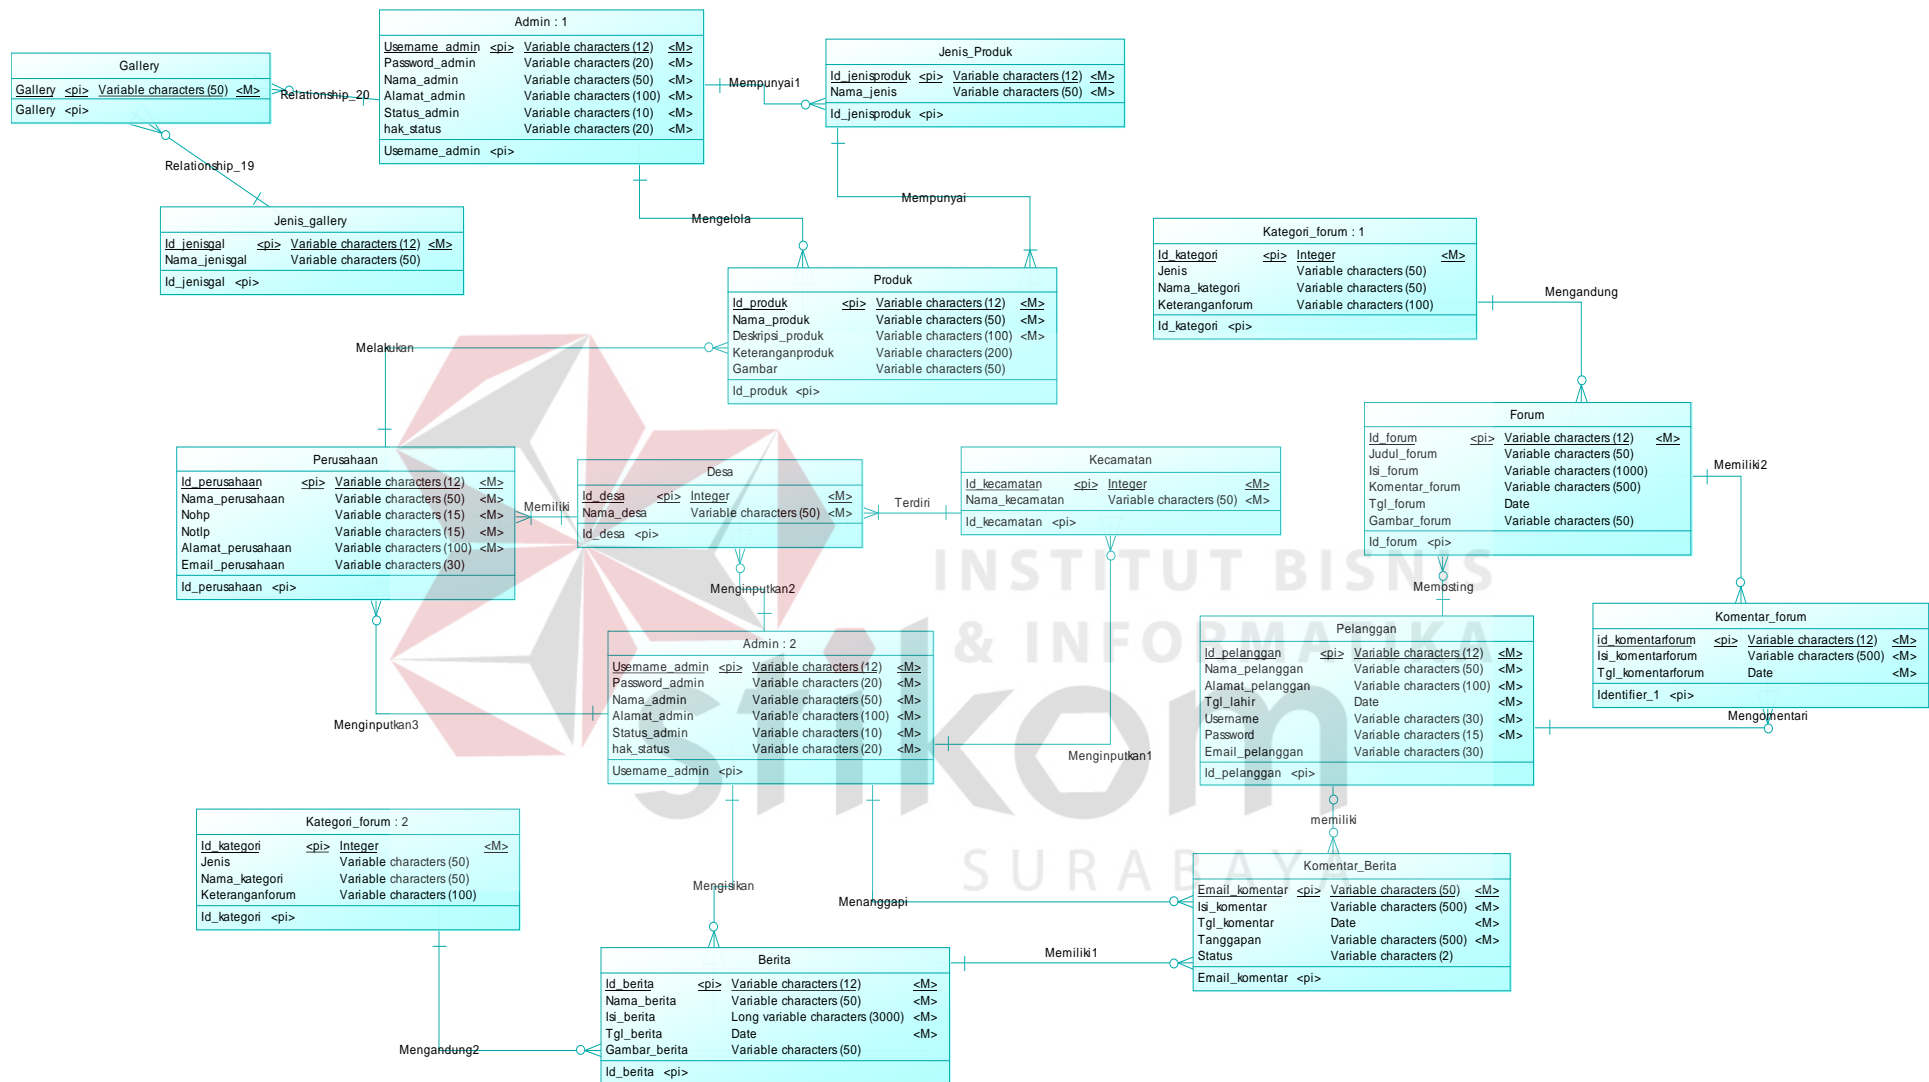 Admin : 1
Username_admin <pi> Variable characters (12) <M>
Password_admin Variable characters (20) <M>
Nama_admin Variable characters (50) <M>
Alamat_admin Variable characters (100) <M>
Status_admin Variable characters (10) <M>
hak_status Variable characters (20) <M>
Username_admin <pi>
Gallery
Gallery <pi> Variable characters (50) <M>
Gallery <pi>
Relationship_20
Mempunyai1
Jenis_Produk
Id_jenisproduk <pi> Variable characters (12) <M>
Nama_jenis Variable characters (50) <M>
Id_jenisproduk <pi>
Relationship_19
Jenis_gallery
Id_jenisgal <pi> Variable characters (12) <M>
Nama_jenisgal Variable characters (50)
Id_jenisgal <pi>
Mengelola
Mempunyai
Produk
Id_produk <pi> Variable characters (12) <M>
Nama_produk Variable characters (50) <M>
Deskripsi_produk Variable characters (100) <M>
Keteranganproduk Variable characters (200)
Gambar Variable characters (50)
Id_produk <pi>
Kategori_forum : 1
Id_kategori <pi> Integer <M>
Jenis Variable characters (50)
Nama_kategori Variable characters (50)
Keteranganforum Variable characters (100)
Id_kategori <pi>
Mengandung
Melakukan
Forum
Id_forum <pi> Variable characters (12) <M>
Judul_forum Variable characters (50)
Isi_forum Variable characters (1000)
Komentar_forum Variable characters (500)
Tgl_forum Date
Gambar_forum Variable characters (50)
Id_forum <pi>
Memiliki2
Perusahaan
Id_perusahaan <pi> Variable characters (12) <M>
Nama_perusahaan Variable characters (50) <M>
Nohp Variable characters (15) <M>
Notlp Variable characters (15) <M>
Alamat_perusahaan Variable characters (100) <M>
Email_perusahaan Variable characters (30)
Id_perusahaan <pi>
Memiliki
Desa
Id_desa <pi> Integer <M>
Nama_desa Variable characters (50) <M>
Id_desa <pi>
Terdiri
Kecamatan
Id_kecamatan <pi> Integer <M>
Nama_kecamatan Variable characters (50) <M>
Id_kecamatan <pi>
INSTITUT BISNIS
& INFORMATIKA
stikom
SURABAYA
Menginputkan2
Memosting
Komentar_forum
id_komentarforum <pi> Variable characters (12) <M>
Isi_komentarforum Variable characters (500) <M>
Tgl_komentarforum Date <M>
Identifier_1 <pi>
Pelanggan
Id_pelanggan <pi> Variable characters (12) <M>
Nama_pelanggan Variable characters (50) <M>
Alamat_pelanggan Variable characters (100) <M>
Tgl_lahir Date <M>
Username Variable characters (30) <M>
Password Variable characters (15) <M>
Email_pelanggan Variable characters (30)
Id_pelanggan <pi>
Mengomentari
Admin : 2
Username_admin <pi> Variable characters (12) <M>
Password_admin Variable characters (20) <M>
Nama_admin Variable characters (50) <M>
Alamat_admin Variable characters (100) <M>
Status_admin Variable characters (10) <M>
hak_status Variable characters (20) <M>
Username_admin <pi>
Menginputkan3
Menginputkan1
memiliki
Kategori_forum : 2
Id_kategori <pi> Integer <M>
Jenis Variable characters (50)
Nama_kategori Variable characters (50)
Keteranganforum Variable characters (100)
Id_kategori <pi>
Mengisikan
Menanggapi
Komentar_Berita
Email_komentar <pi> Variable characters (50) <M>
Isi_komentar Variable characters (500) <M>
Tgl_komentar Date <M>
Tanggapan Variable characters (500) <M>
Status Variable characters (2)
Email_komentar <pi>
Memiliki1
Mengandung2
Berita
Id_berita <pi> Variable characters (12) <M>
Nama_berita Variable characters (50) <M>
Isi_berita Long variable characters (3000) <M>
Tgl_berita Date <M>
Gambar_berita Variable characters (50)
Id_berita <pi>